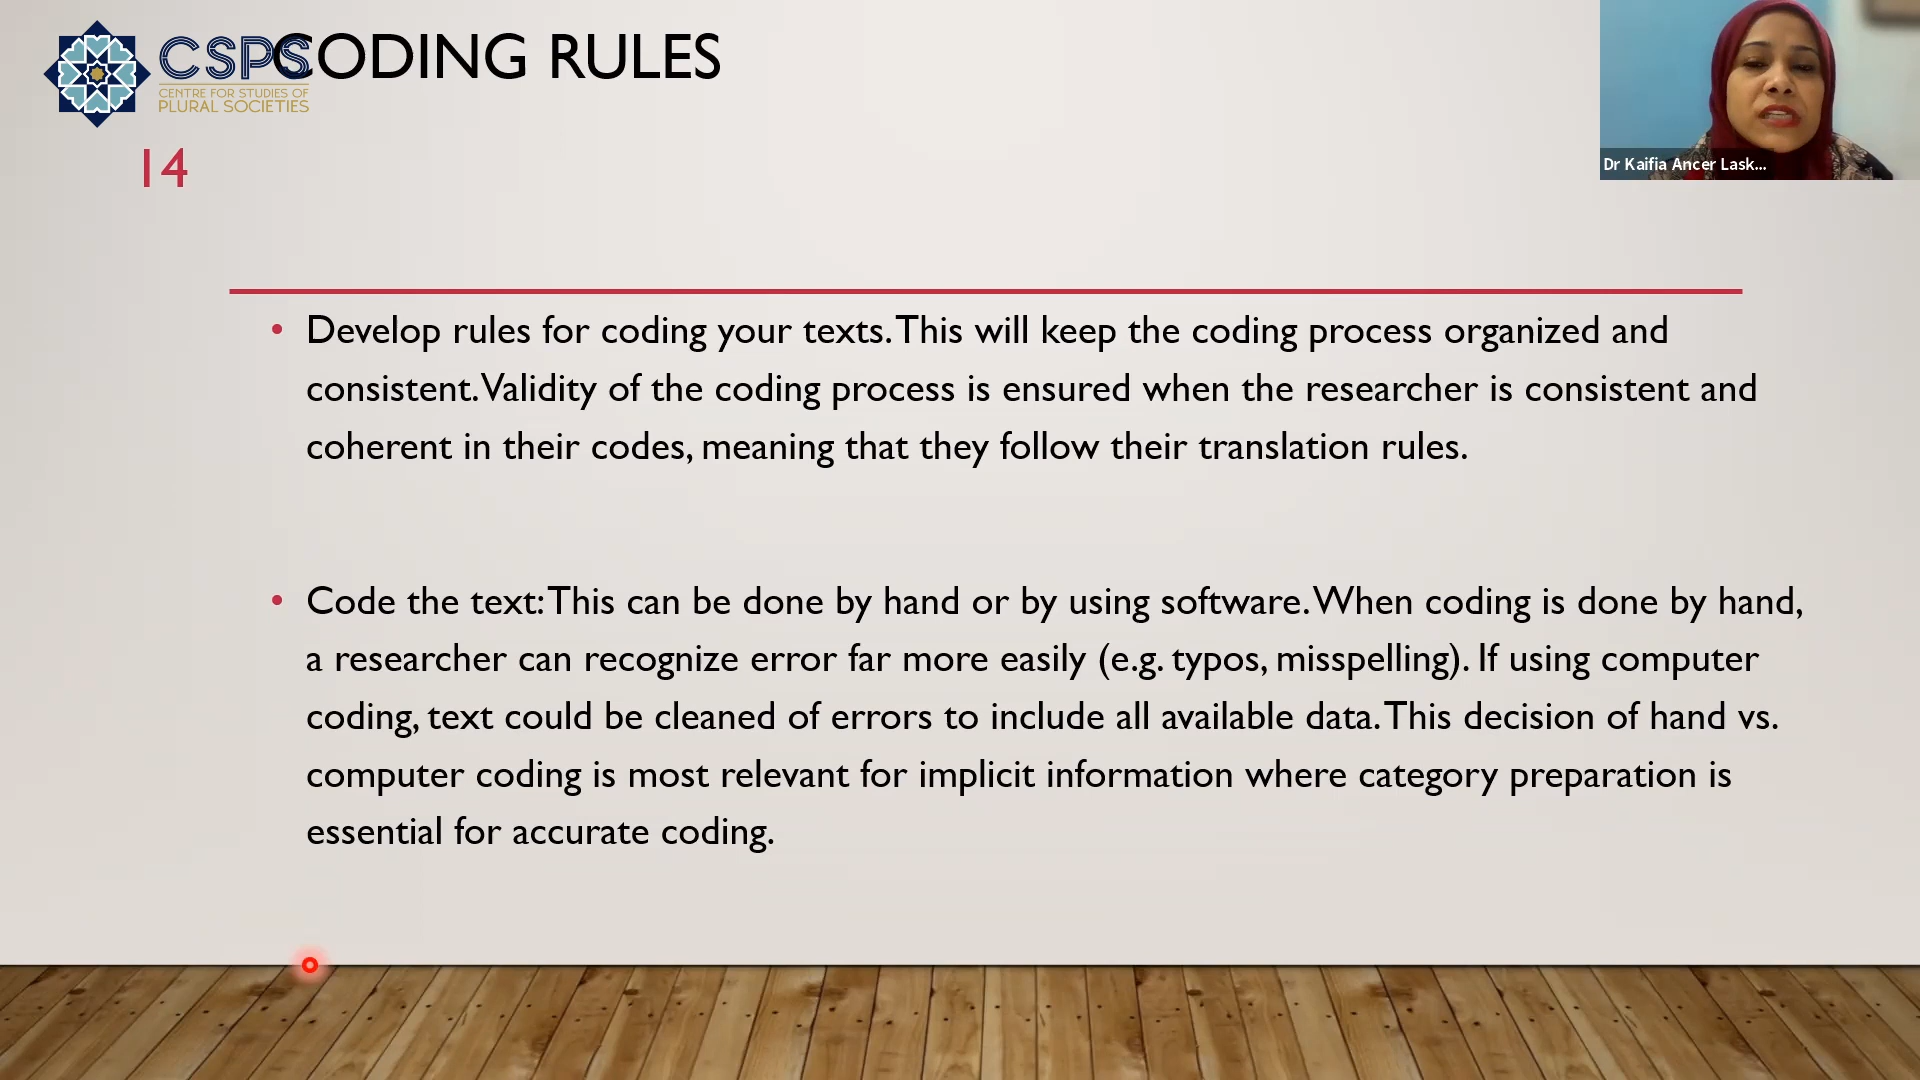 CSPS
CENTRE FOR STUDIES OF
PLURAL SOCIETIES
CODING RULES
Dr Kaifia Ancer Lask...
14
• Develop rules for coding your texts. This will keep the coding process organized and
consistent. Validity of the coding process is ensured when the researcher is consistent and
coherent in their codes, meaning that they follow their translation rules.
• Code the text: This can be done by hand or by using software. When coding is done by hand,
a researcher can recognize error far more easily (e.g. typos, misspelling). If using computer
coding, text could be cleaned of errors to include all available data. This decision of hand vs.
computer coding is most relevant for implicit information where category preparation is
essential for accurate coding.